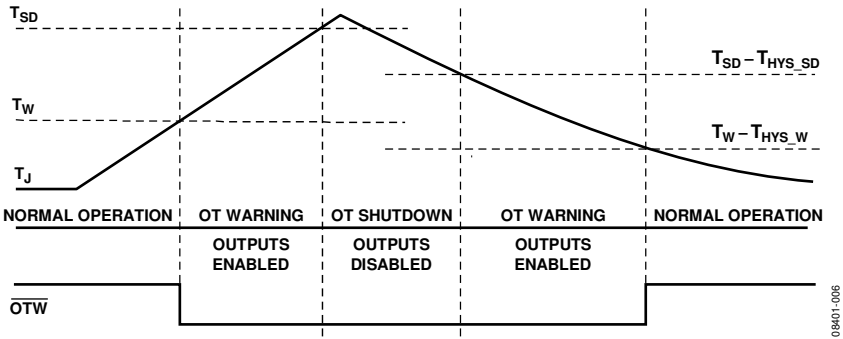 T_SD
T_SD – T_HYS_SD
T_W
T_W – T_HYS_W
T_J
NORMAL OPERATION OT WARNING OT SHUTDOWN OT WARNING NORMAL OPERATION
OUTPUTS ENABLED OUTPUTS DISABLED OUTPUTS ENABLED
OTW
08401-006